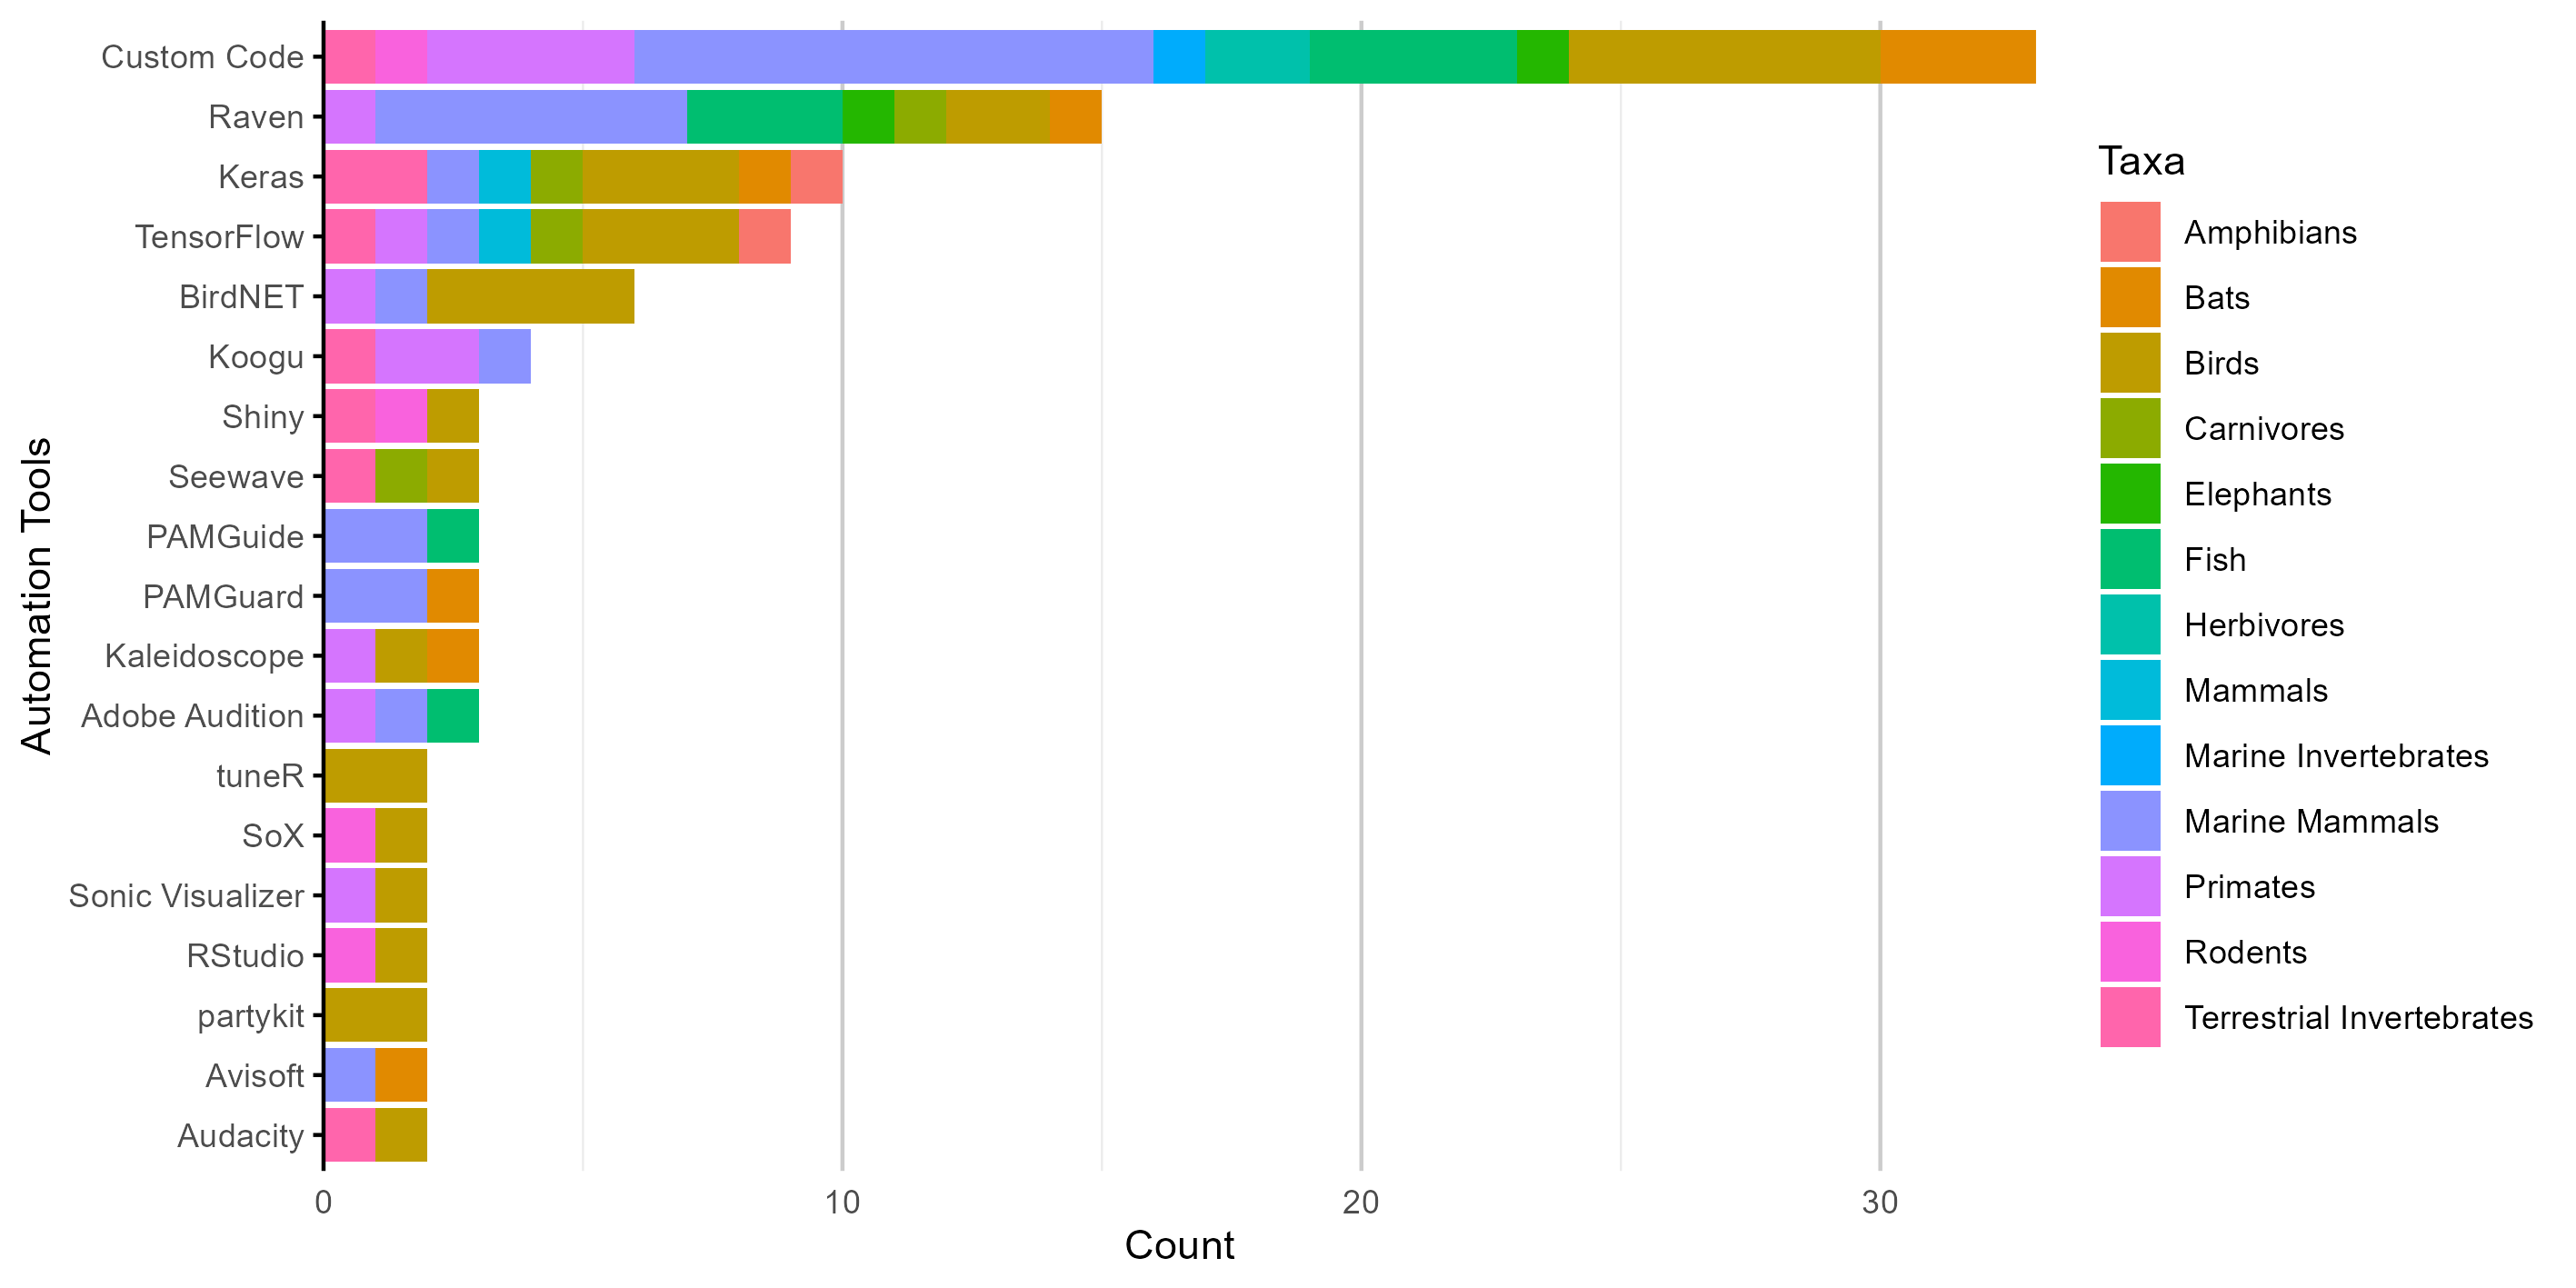 Automation Tools
Custom Code
Raven
Keras
TensorFlow
BirdNET
Koogu
Shiny
Seewave
PAMGuide
PAMGuard
Kaleidoscope
Adobe Audition
tuneR
SoX
Sonic Visualizer
RStudio
partykit
Avisoft
Audacity
0 10 20 30
Count
Taxa
Amphibians
Bats
Birds
Carnivores
Elephants
Fish
Herbivores
Mammals
Marine Invertebrates
Marine Mammals
Primates
Rodents
Terrestrial Invertebrates